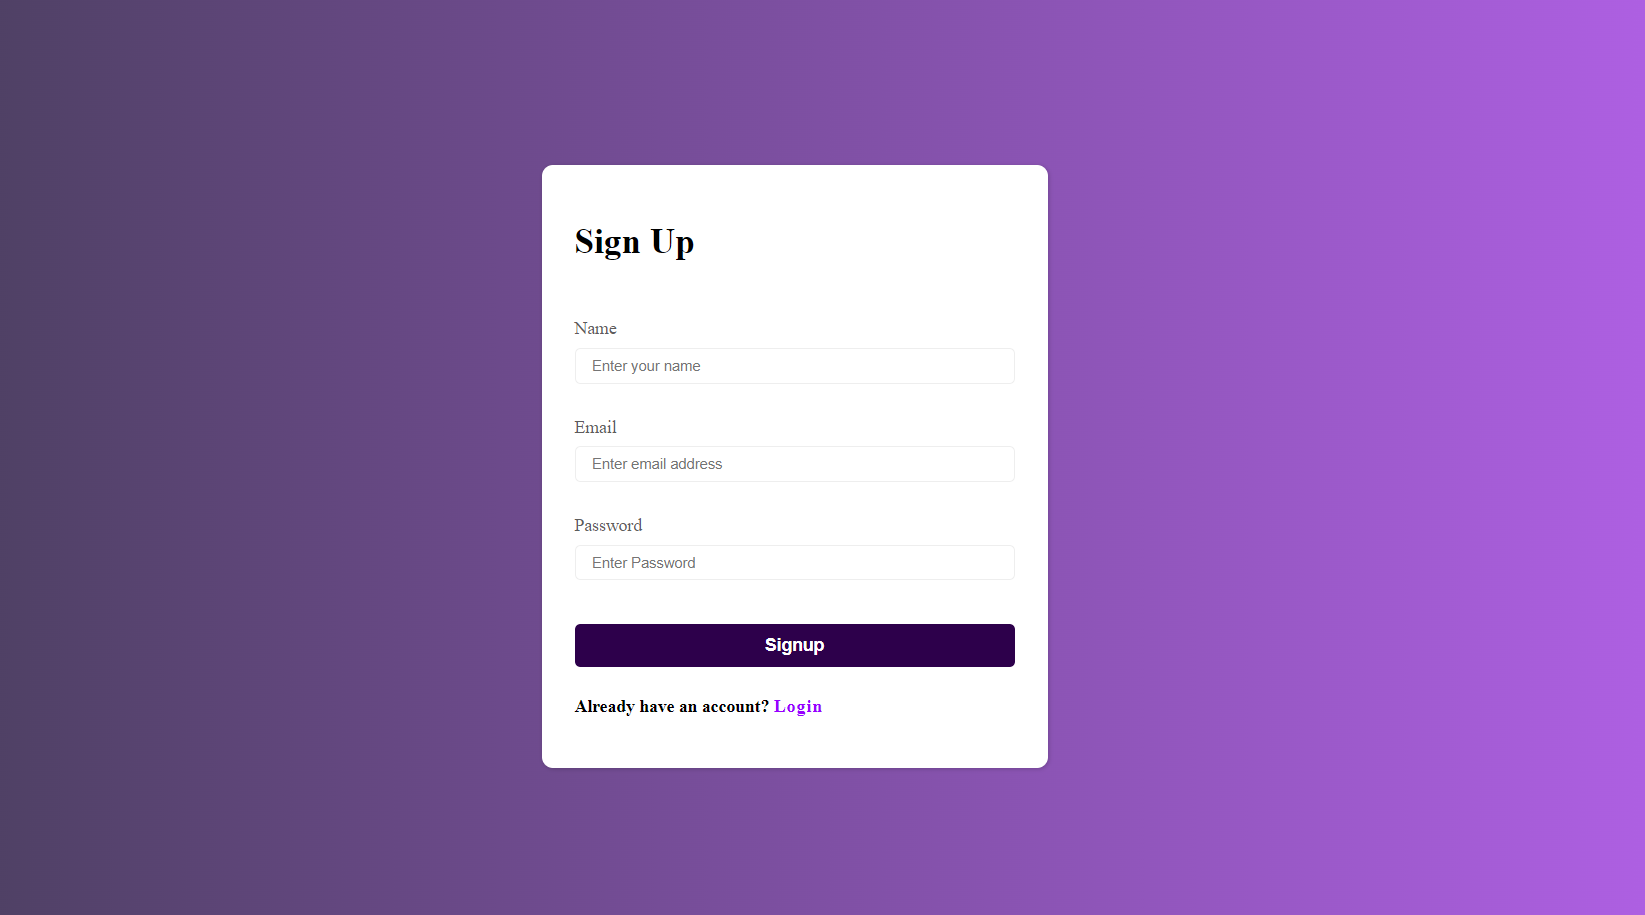 Sign Up
Name
Enter your name
Email
Enter email address
Password
Enter Password
Signup
Already have an account? Login